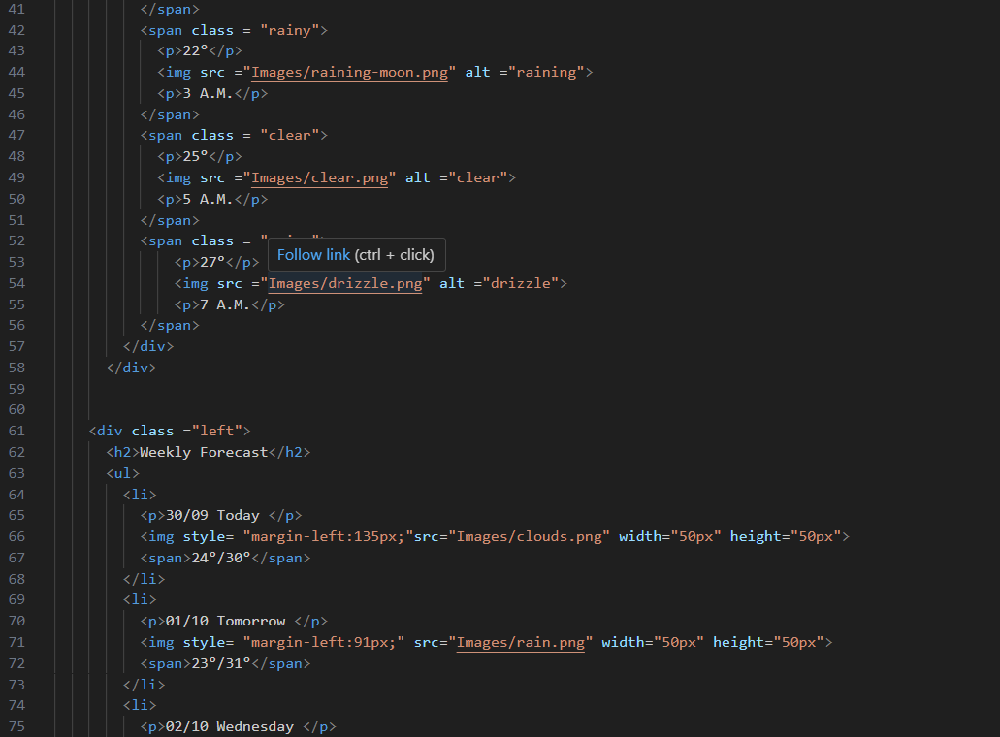 41 </span>
42 <span class = "rainy">
43 <p>22°</p>
44 <img src ="Images/raining-moon.png" alt ="raining">
45 <p>3 A.M.</p>
46 </span>
47 <span class = "clear">
48 <p>25°</p>
49 <img src ="Images/clear.png" alt ="clear">
50 <p>5 A.M.</p>
51 </span>
52 <span class = "
53 <p>27°</p>
Follow link (ctrl + click)
54 <img src ="Images/drizzle.png" alt ="drizzle">
55 <p>7 A.M.</p>
56 </span>
57 </div>
58 </div>
59
60
61 <div class ="left">
62 <h2>Weekly Forecast</h2>
63 <ul>
64 <li>
65 <p>30/09 Today </p>
66 <img style= "margin-left:135px;"src="Images/clouds.png" width="50px" height="50px">
67 <span>24°/30°</span>
68 </li>
69 <li>
70 <p>01/10 Tomorrow </p>
71 <img style= "margin-left:91px;" src="Images/rain.png" width="50px" height="50px">
72 <span>23°/31°</span>
73 </li>
74 <li>
75 <p>02/10 Wednesday </p>